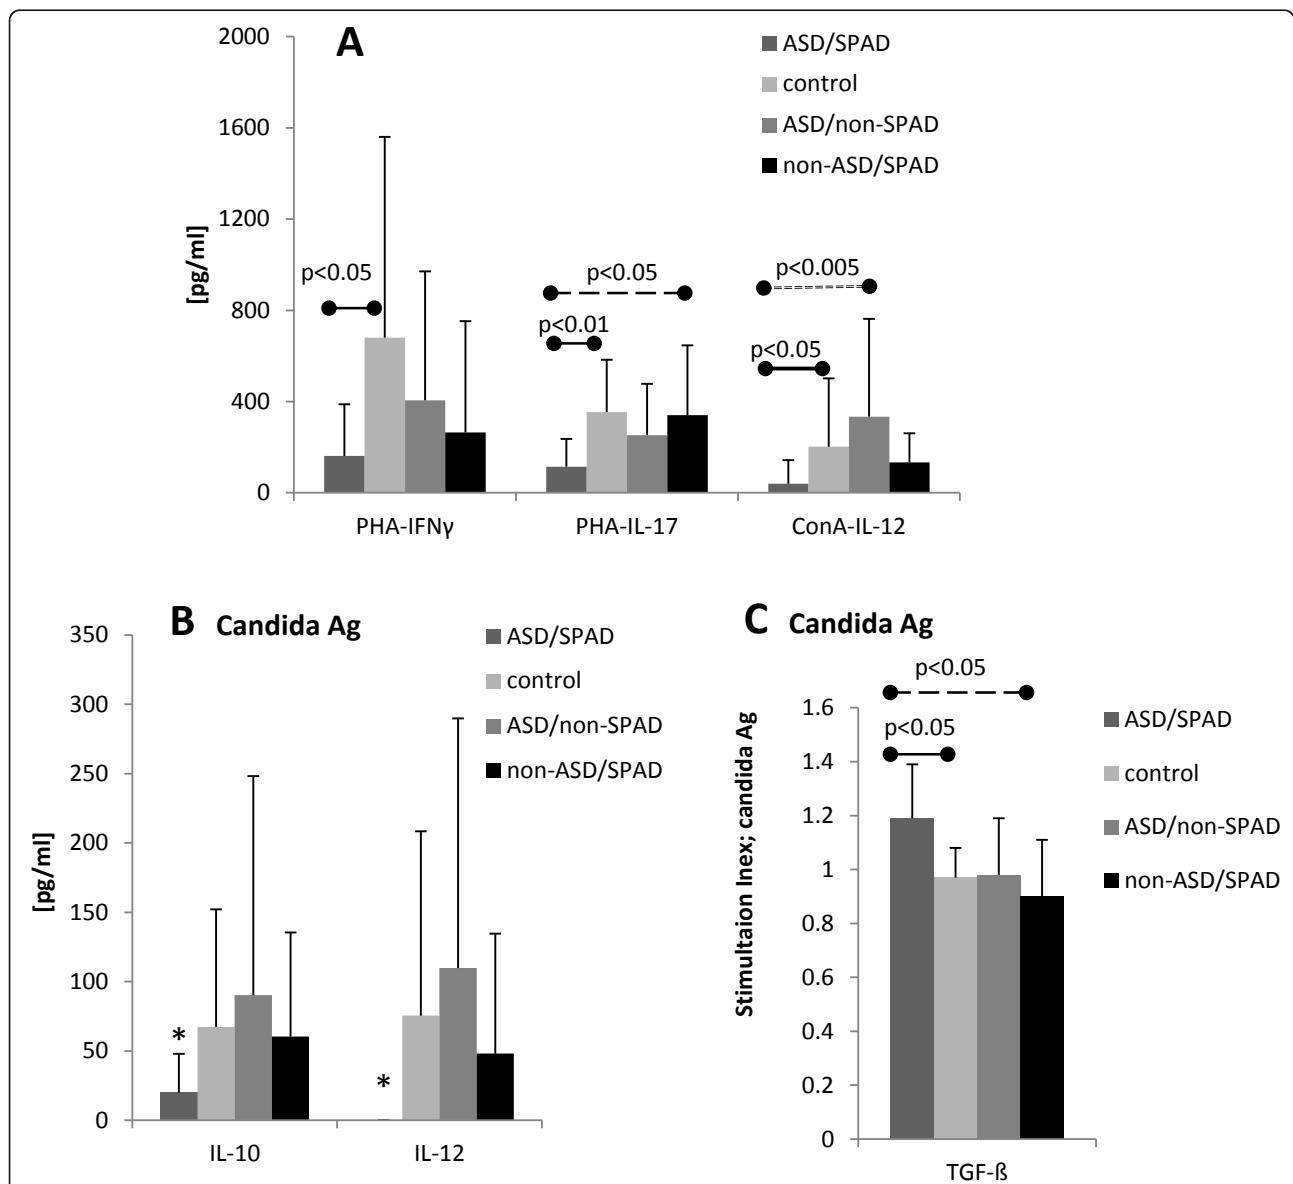 A
2000
1600
1200
800
400
0
[pg/ml]
ASD/SPAD
control
ASD/non-SPAD
non-ASD/SPAD
p<0.05
p<0.05
p<0.01
p<0.005
p<0.05
PHA-IFNγ
PHA-IL-17
ConA-IL-12
B Candida Ag
350
300
250
200
150
100
50
0
[pg/ml]
ASD/SPAD
control
ASD/non-SPAD
non-ASD/SPAD
*
*
IL-10
IL-12
C Candida Ag
p<0.05
p<0.05
1.6
1.4
1.2
1
0.8
0.6
0.4
0.2
0
Stimultaion Inex; candida Ag
ASD/SPAD
control
ASD/non-SPAD
non-ASD/SPAD
TGF-ß